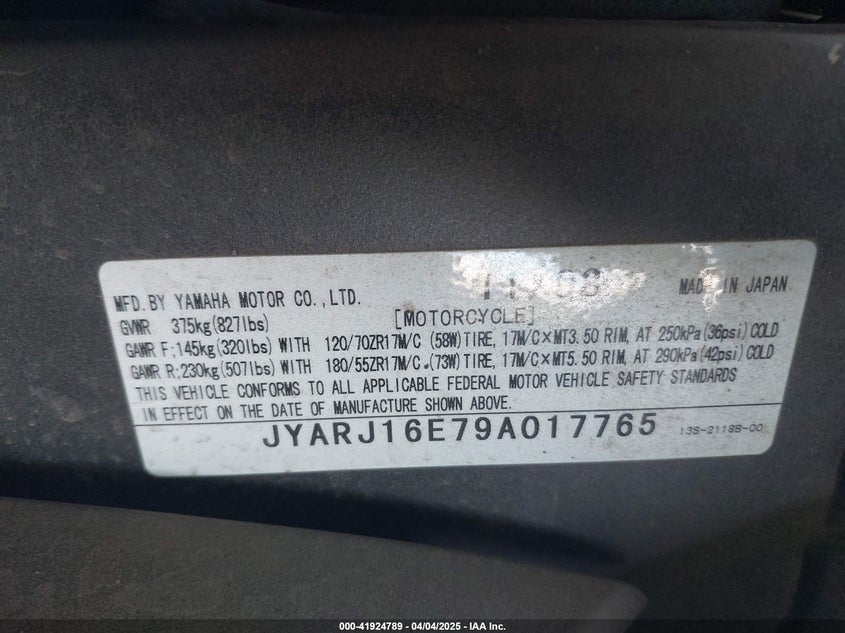 MFD.BY YAMAHA MOTOR CO.,LTD. MADE IN JAPAN
GVWR 375kg(827lbs) [MOTORCYCLE]
GAWR F:145kg(320lbs) WITH 120/70ZR17M/C (58W)TIRE, 17M/C×MT3.50 RIM, AT 250kPa(36psi)COLD
GAWR R:230kg(507lbs) WITH 180/55ZR17M/C (73W)TIRE, 17M/C×MT5.50 RIM, AT 290kPa(42psi)COLD
THIS VEHICLE CONFORMS TO ALL APPLICABLE FEDERAL MOTOR VEHICLE SAFETY STANDARDS
IN EFFECT ON THE DATE OF MANUFACTURE SHOWN ABOVE.
JYARJ16E79A017765 13S-2118B-00
000-41924789 - 04/04/2025 - IAA Inc.